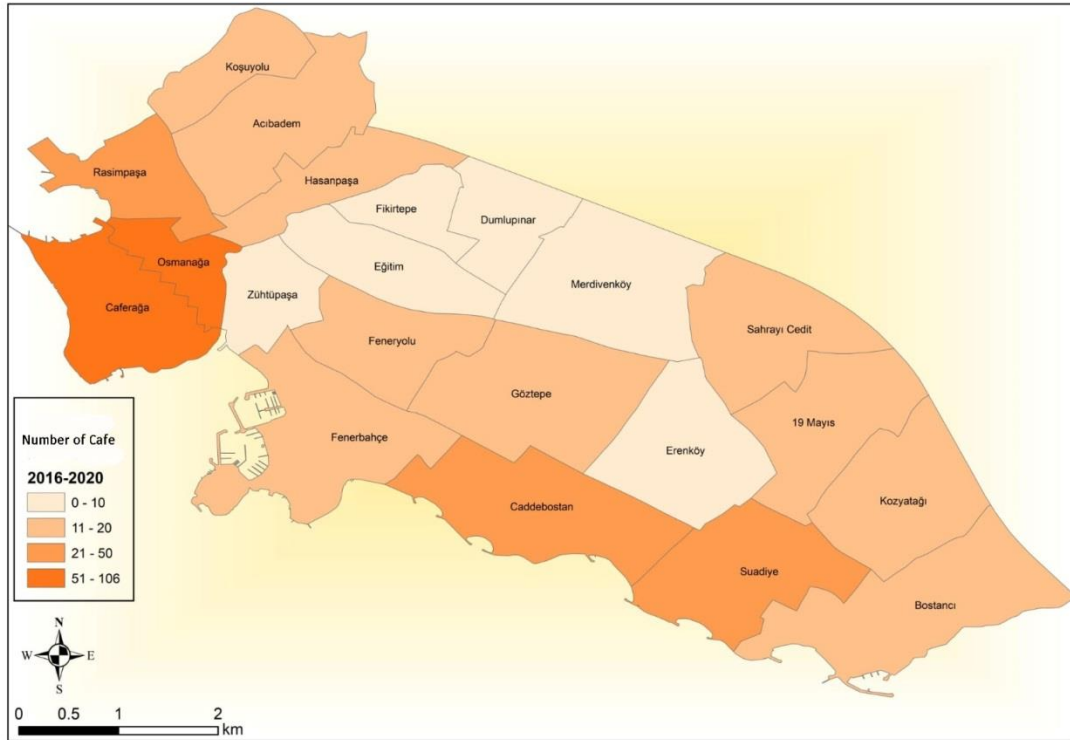 Koşuyolu
Acıbadem
Rasimpaşa
Hasanpaşa
Fikirtepe
Dumlupınar
Osmanağa
Eğitim
Merdivenköy
Zühtüpaşa
Caferağa
Sahrayı Cedit
Feneryolu
Göztepe
19 Mayıs
Fenerbahçe
Erenköy
Kozyatağı
Caddebostan
Suadiye
Bostancı
Number of Cafe
2016-2020
0 - 10
11 - 20
21 - 50
51 - 106
N
W E
S
0 0.5 1 2
km